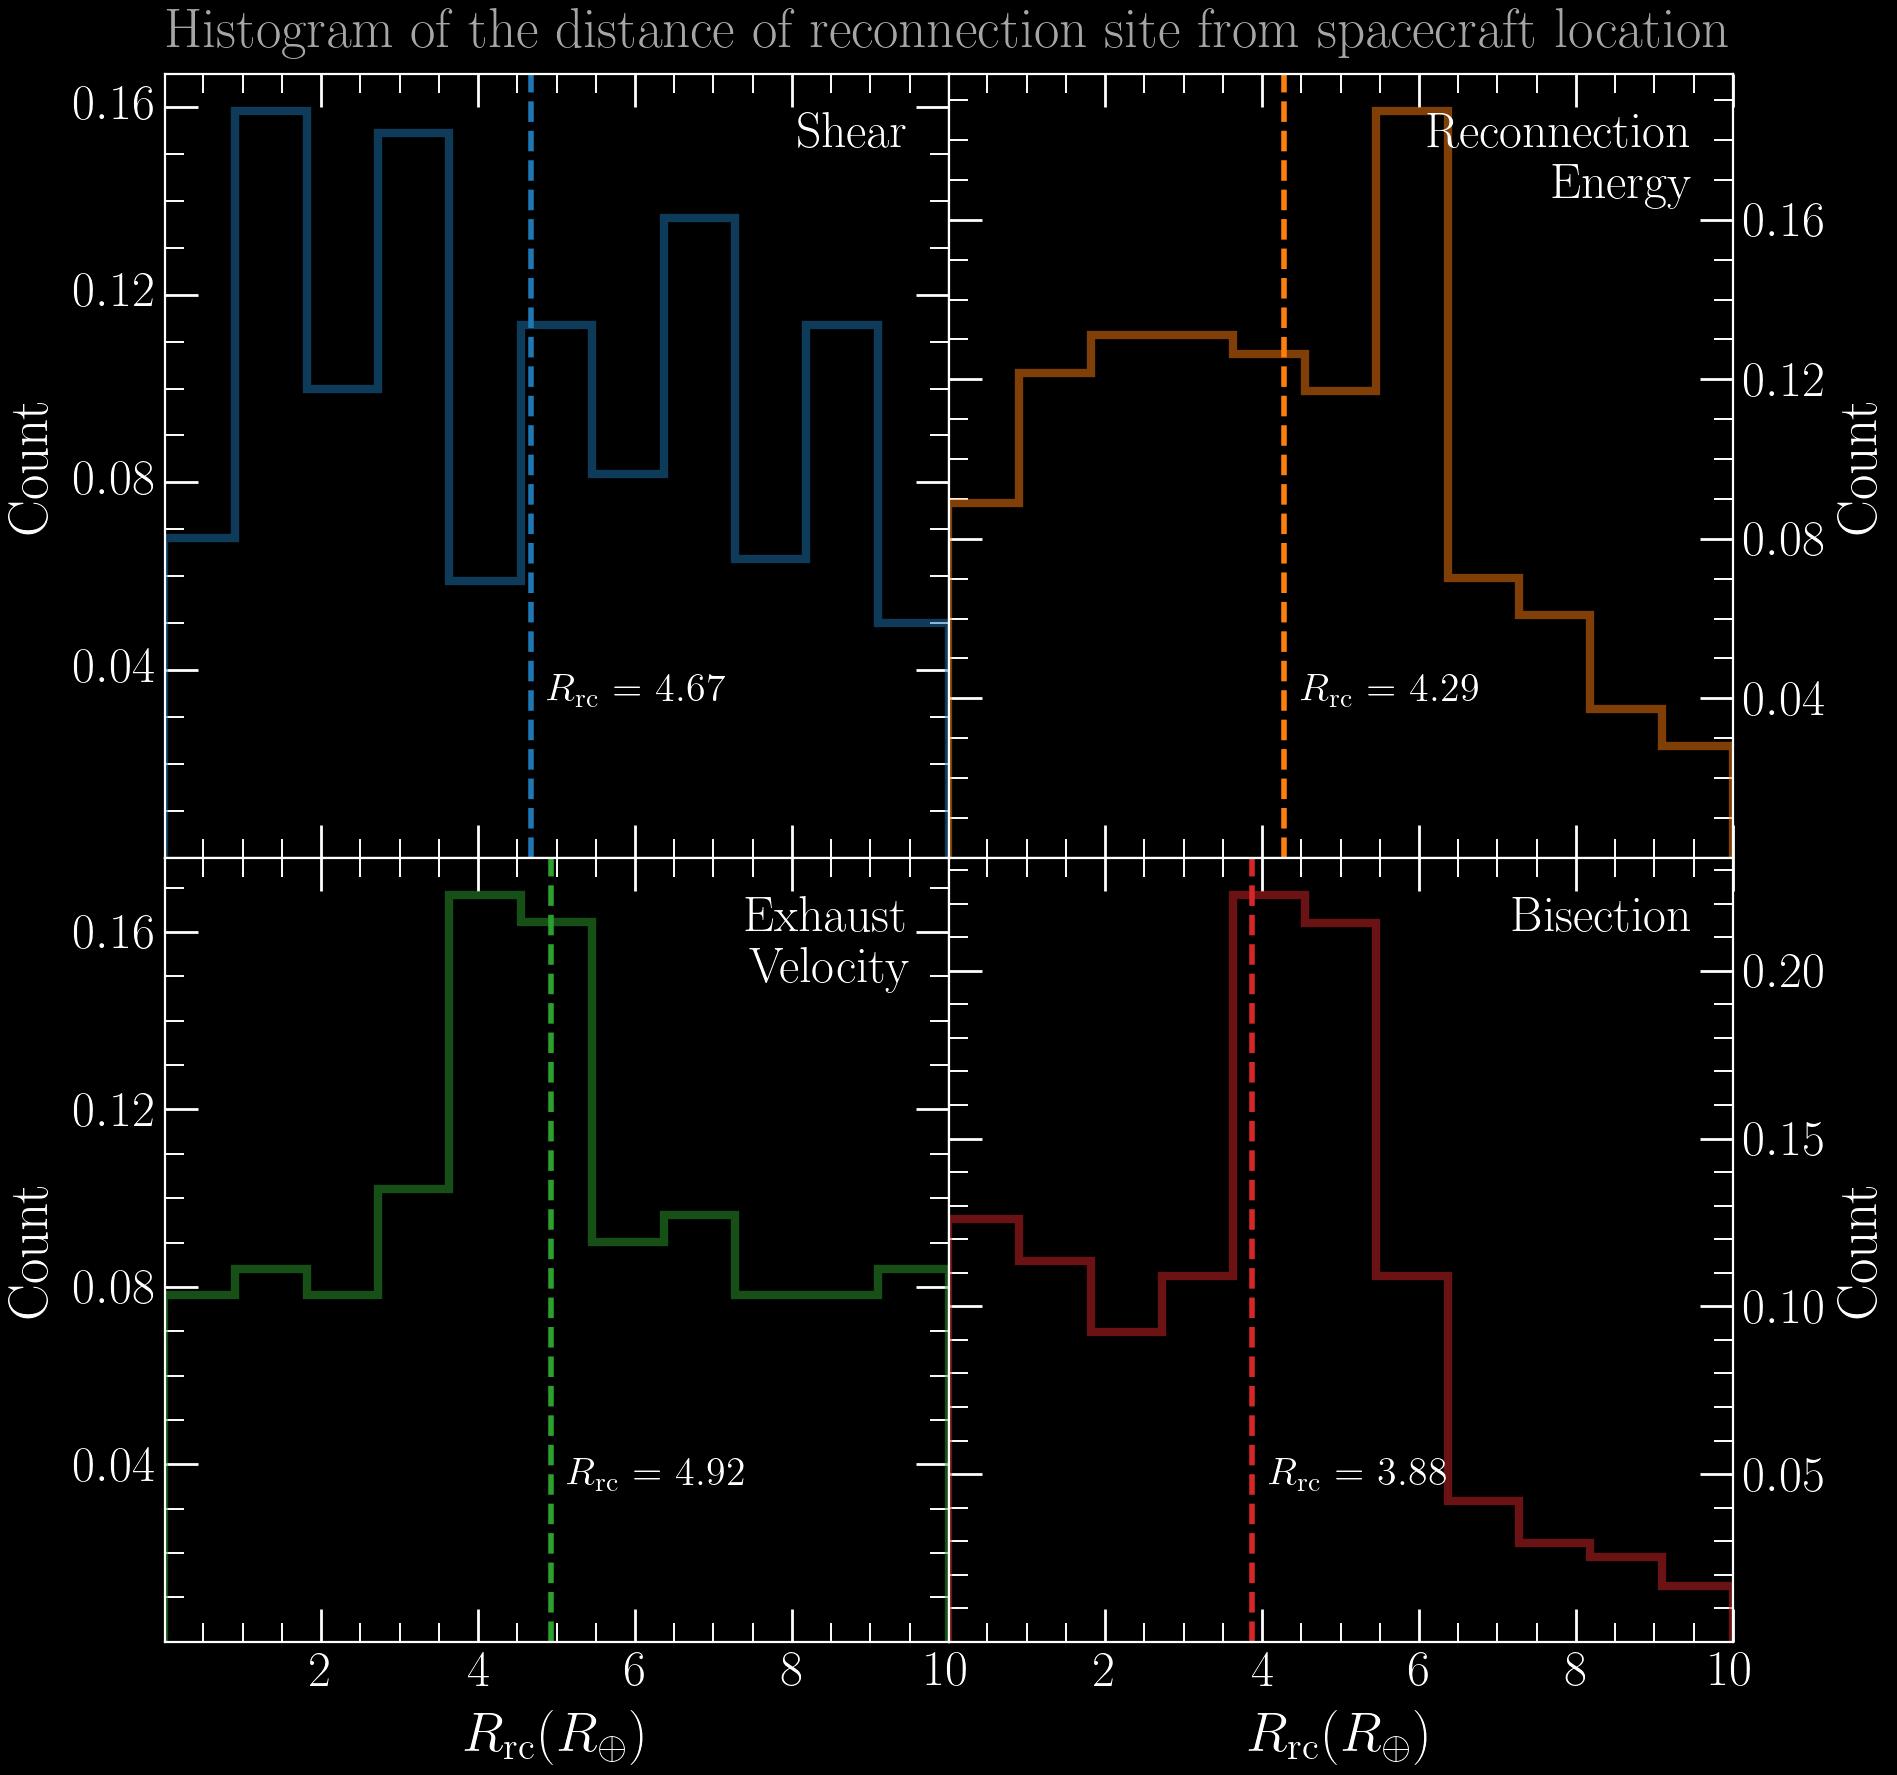 Histogram of the distance of reconnection site from spacecraft location
0.16
0.12
0.08
0.04
Count
Shear
R_rc = 4.67
Reconnection
Energy
R_rc = 4.29
0.16
0.12
0.08
0.04
Count
0.16
0.12
0.08
0.04
Count
Exhaust
Velocity
R_rc = 4.92
Bisection
R_rc = 3.88
0.20
0.15
0.10
0.05
Count
2 4 6 8 10
2 4 6 8 10
R_rc(R_⊕)
R_rc(R_⊕)